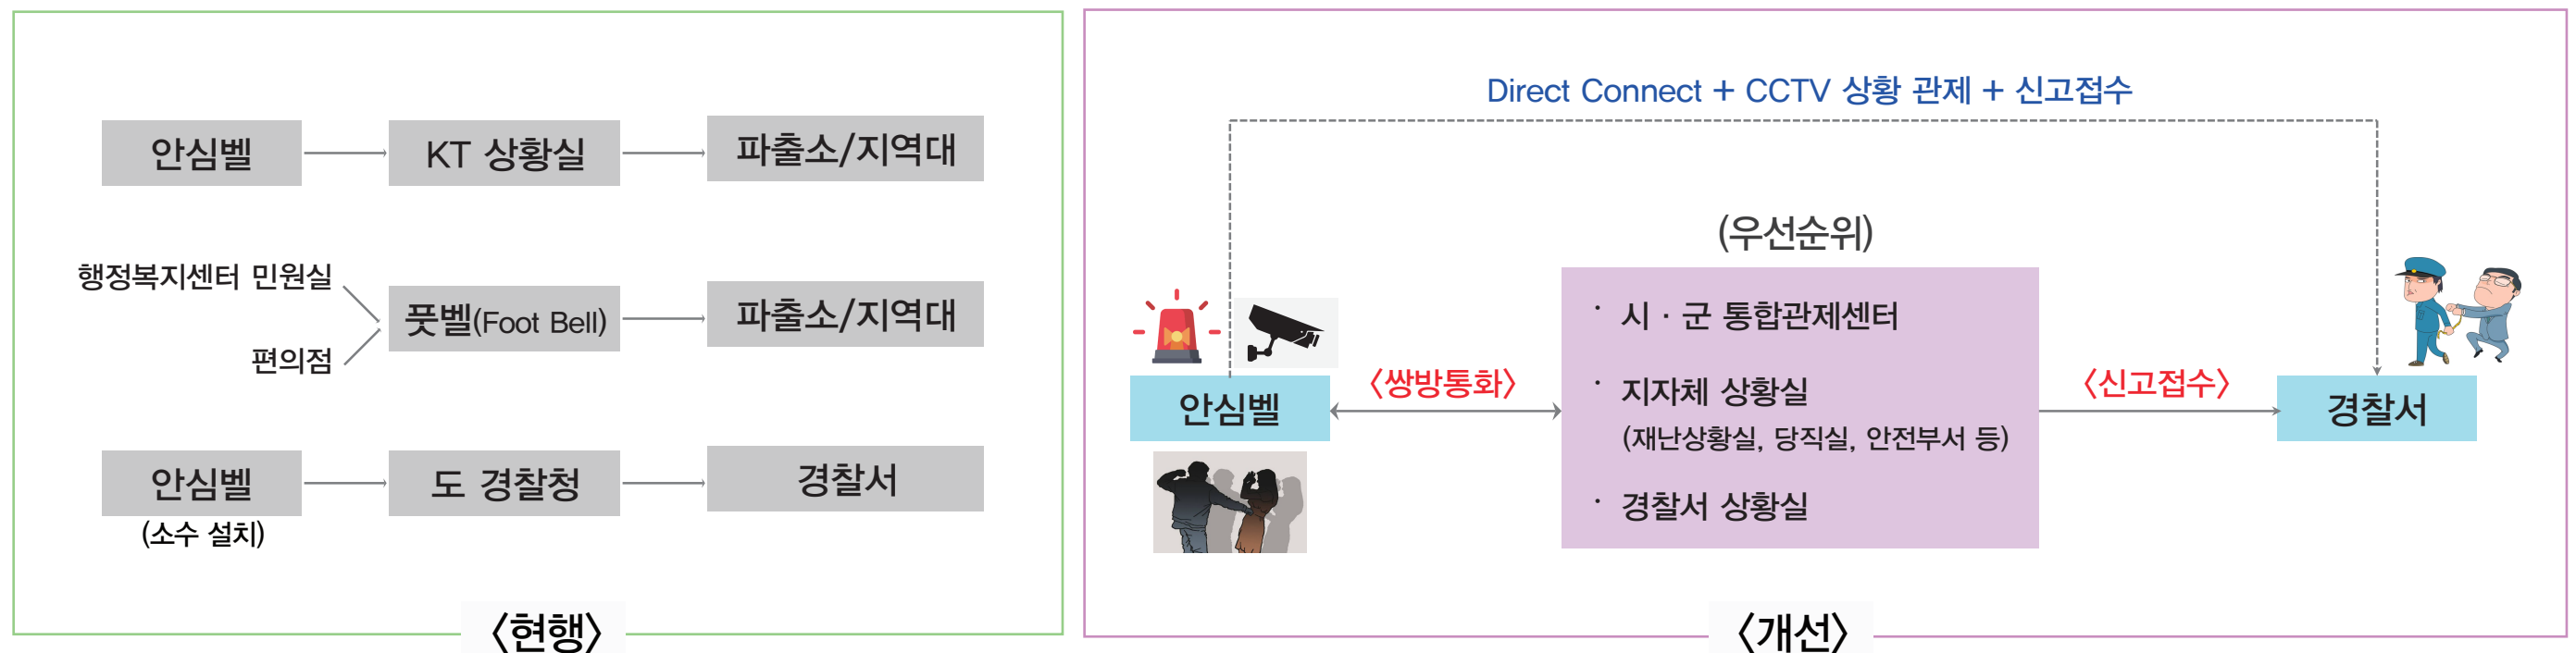 안심벨
KT 상황실
파출소/지역대
행정복지센터 민원실
편의점
풋벨(Foot Bell)
파출소/지역대
안심벨
(소수 설치)
도 경찰청
경찰서
〈현행〉
Direct Connect + CCTV 상황 관제 + 신고접수
(우선순위)
· 시 · 군 통합관제센터
· 지자체 상황실
(재난상황실, 당직실, 안전부서 등)
· 경찰서 상황실
안심벨
〈쌍방통화〉
〈신고접수〉
경찰서
〈개선〉